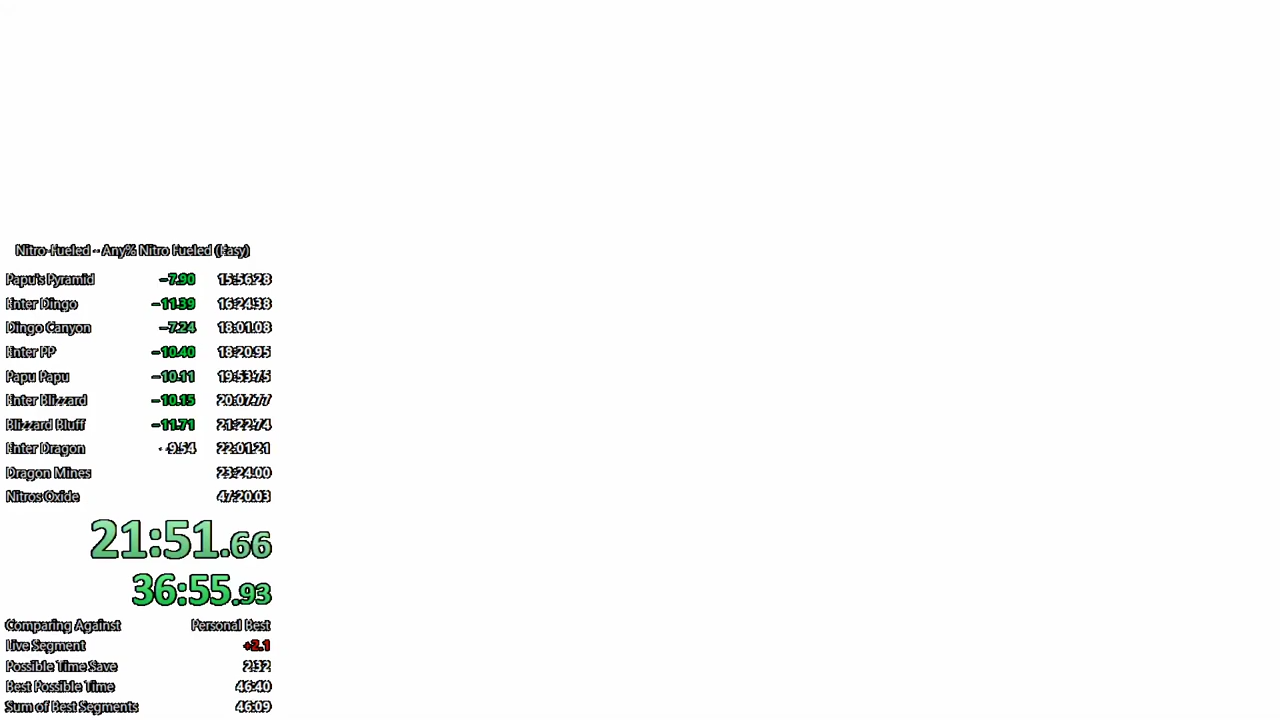 Nitro-Fueled - Any% Nitro Fueled (Easy)
Papu's Pyramid −7.90 15:56.28
Enter Dingo −11.39 16:24.38
Dingo Canyon −7.24 18:01.08
Enter PP −10.40 18:20.95
Papu Papu −10.11 19:53.75
Enter Blizzard −10.15 20:07.77
Blizzard Bluff −11.71 21:22.74
Enter Dragon -9.54 22:01.21
Dragon Mines 23:24.00
Nitros Oxide 47:20.03
21:51.66
36:55.93
Comparing Against Personal Best
Live Segment +2.1
Possible Time Save 2:32
Best Possible Time 46:40
Sum of Best Segments 46:09